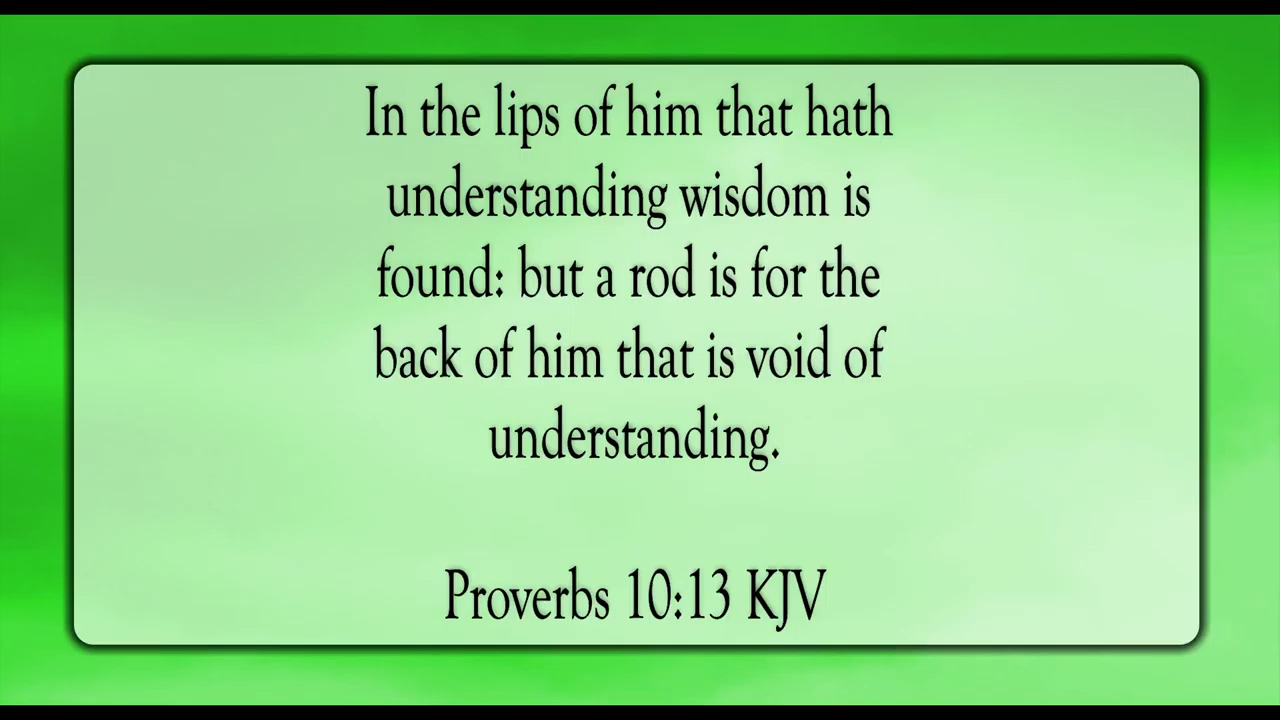 In the lips of him that hath
understanding wisdom is
found: but a rod is for the
back of him that is void of
understanding.
Proverbs 10:13 KJV